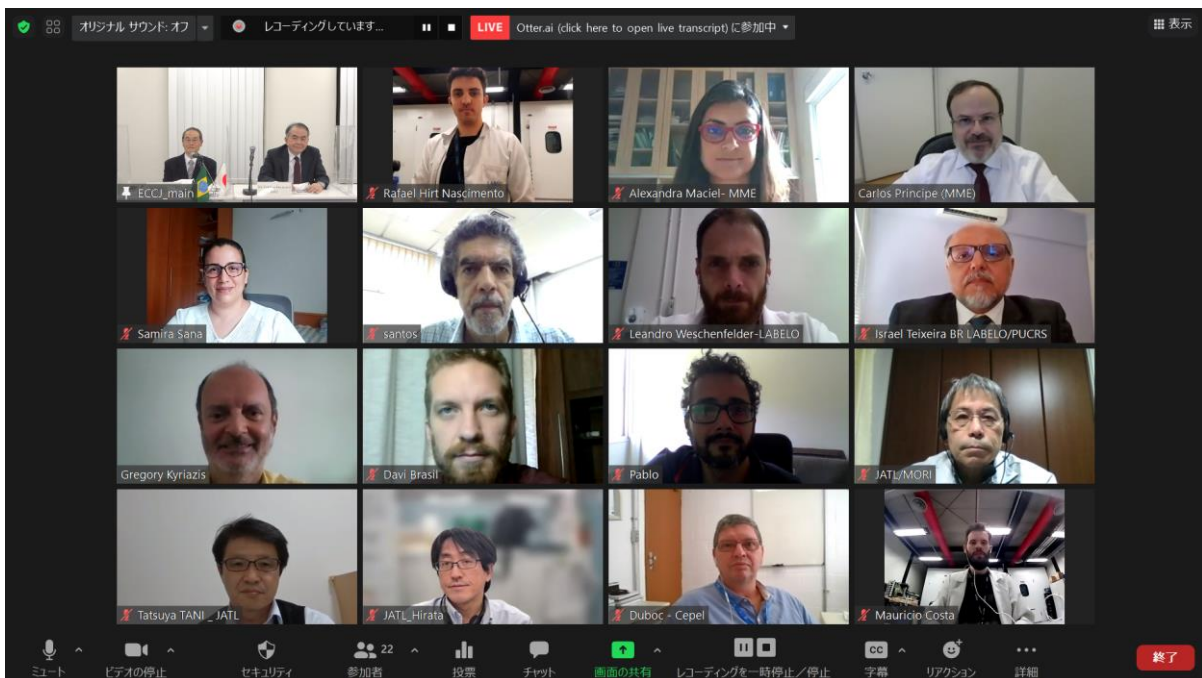 オリジナル サウンド: オフ
レコーディングしています...
LIVE
Otter.ai (click here to open live transcript) に参加中
表示
ECCJ_main
Rafael Hirt Nascimento
Alexandra Maciel- MME
Carlos Principe (MME)
Samira Sana
santos
Leandro Weschenfelder-LABELO
Israel Teixeira BR LABELO/PUCRS
Gregory Kyriazis
Davi Brasil
Pablo
JATL/MORI
Tatsuya TANI _JATL
JATL_Hirata
Duboc - Cepel
Mauricio Costa
ミュート
ビデオの停止
セキュリティ
22
参加者
投票
チャット
画面の共有
レコーディングを一時停止/停止
CC
字幕
リアクション
詳細
終了